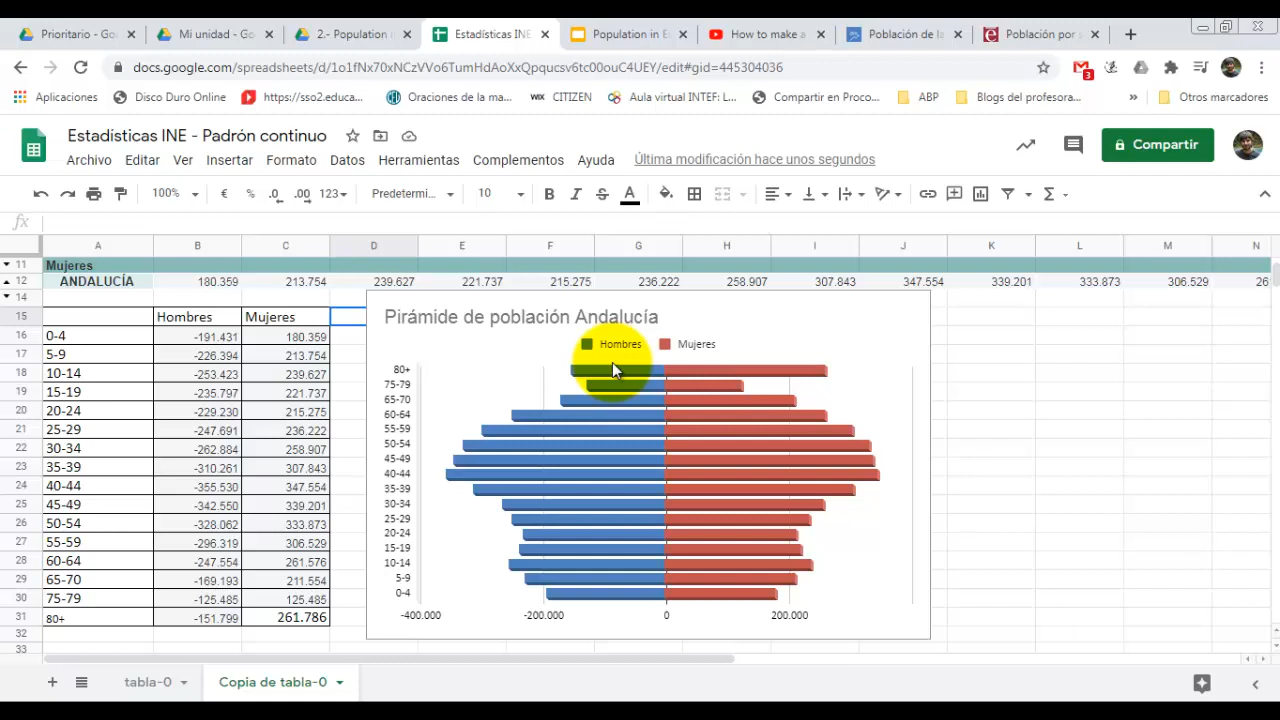 Prioritario - Go
Mi unidad - Go
2.- Population i
Estadísticas INE
Population in E
How to make a
Población de la
Población por s
docs.google.com/spreadsheets/d/1o1fNx70xNCzVVo6TumHdAoXxQpqucsv6tc00ouC4UEY/edit#gid=445304036
3
Aplicaciones
Disco Duro Online
https://sso2.educa...
Oraciones de la ma...
WIX CITIZEN
Aula virtual INTEF: L...
Compartir en Proco...
ABP
Blogs del profesora...
»
Otros marcadores
Estadísticas INE - Padrón continuo
Archivo Editar Ver Insertar Formato Datos Herramientas Complementos Ayuda Última modificación hace unos segundos
Compartir
100% € % .0 .00 123 Predetermi... 10 B I S A
fx
A B C D E F G H I J K L M N
11 Mujeres
12 ANDALUCÍA 180.359 213.754 239.627 221.737 215.275 236.222 258.907 307.843 347.554 339.201 333.873 306.529 26
14
15 Hombres Mujeres
16 0-4 -191.431 180.359
17 5-9 -226.394 213.754
18 10-14 -253.423 239.627
19 15-19 -235.797 221.737
20 20-24 -229.230 215.275
21 25-29 -247.691 236.222
22 30-34 -262.884 258.907
23 35-39 -310.261 307.843
24 40-44 -355.530 347.554
25 45-49 -342.550 339.201
26 50-54 -328.062 333.873
27 55-59 -296.319 306.529
28 60-64 -247.554 261.576
29 65-70 -169.193 211.554
30 75-79 -125.485 125.485
31 80+ -151.799 261.786
32
33
Pirámide de población Andalucía
Hombres Mujeres
80+
75-79
65-70
60-64
55-59
50-54
45-49
40-44
35-39
30-34
25-29
20-24
15-19
10-14
5-9
0-4
-400.000 -200.000 0 200.000
tabla-0
Copia de tabla-0